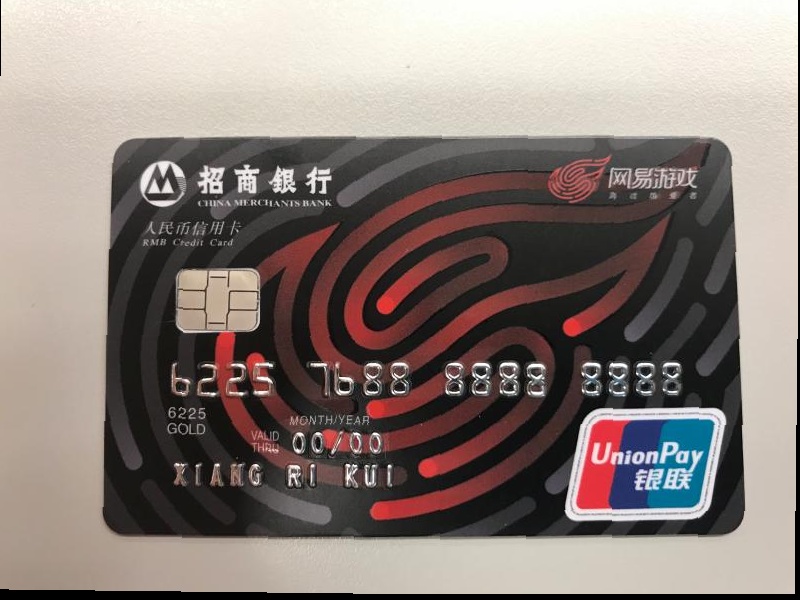 招商銀行
CHINA MERCHANTS BANK
人民币信用卡
RMB Credit Card
网易游戏
6225 7688 8888 8888
6225
GOLD
MONTH/YEAR
VALID THRU 00/00
XIANG RI KUI
UnionPay
银联